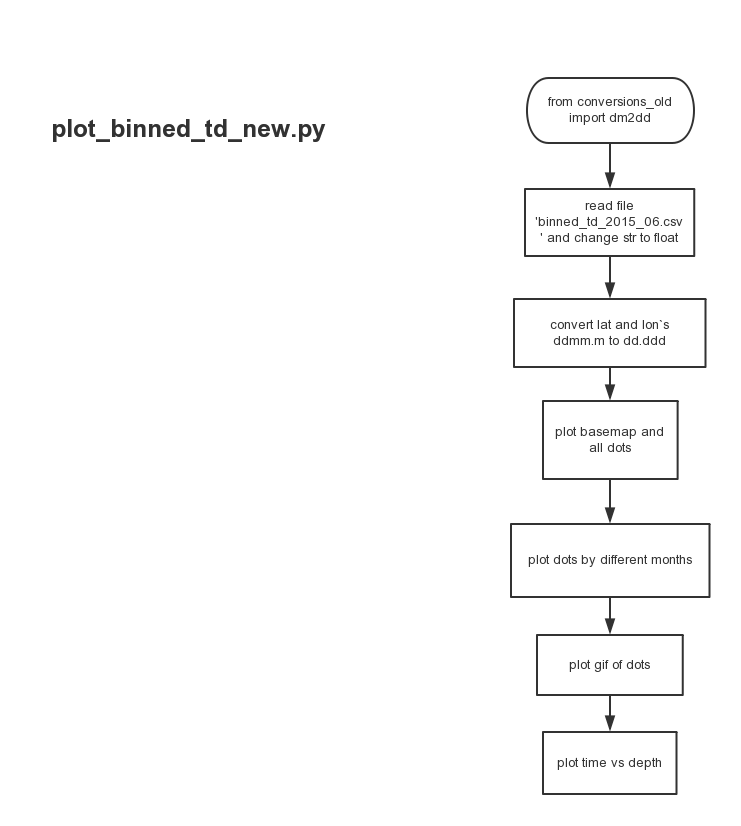 plot_binned_td_new.py
from conversions_old
import dm2dd
read file
'binned_td_2015_06.csv
' and change str to float
convert lat and lon`s
ddmm.m to dd.ddd
plot basemap and
all dots
plot dots by different months
plot gif of dots
plot time vs depth